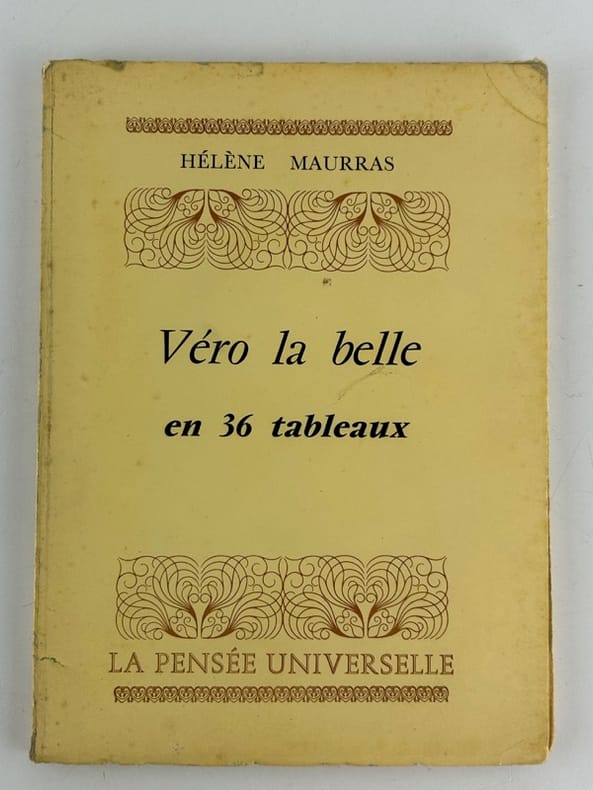 HÉLÈNE MAURRAS
Véro la belle
en 36 tableaux
LA PENSÉE UNIVERSELLE